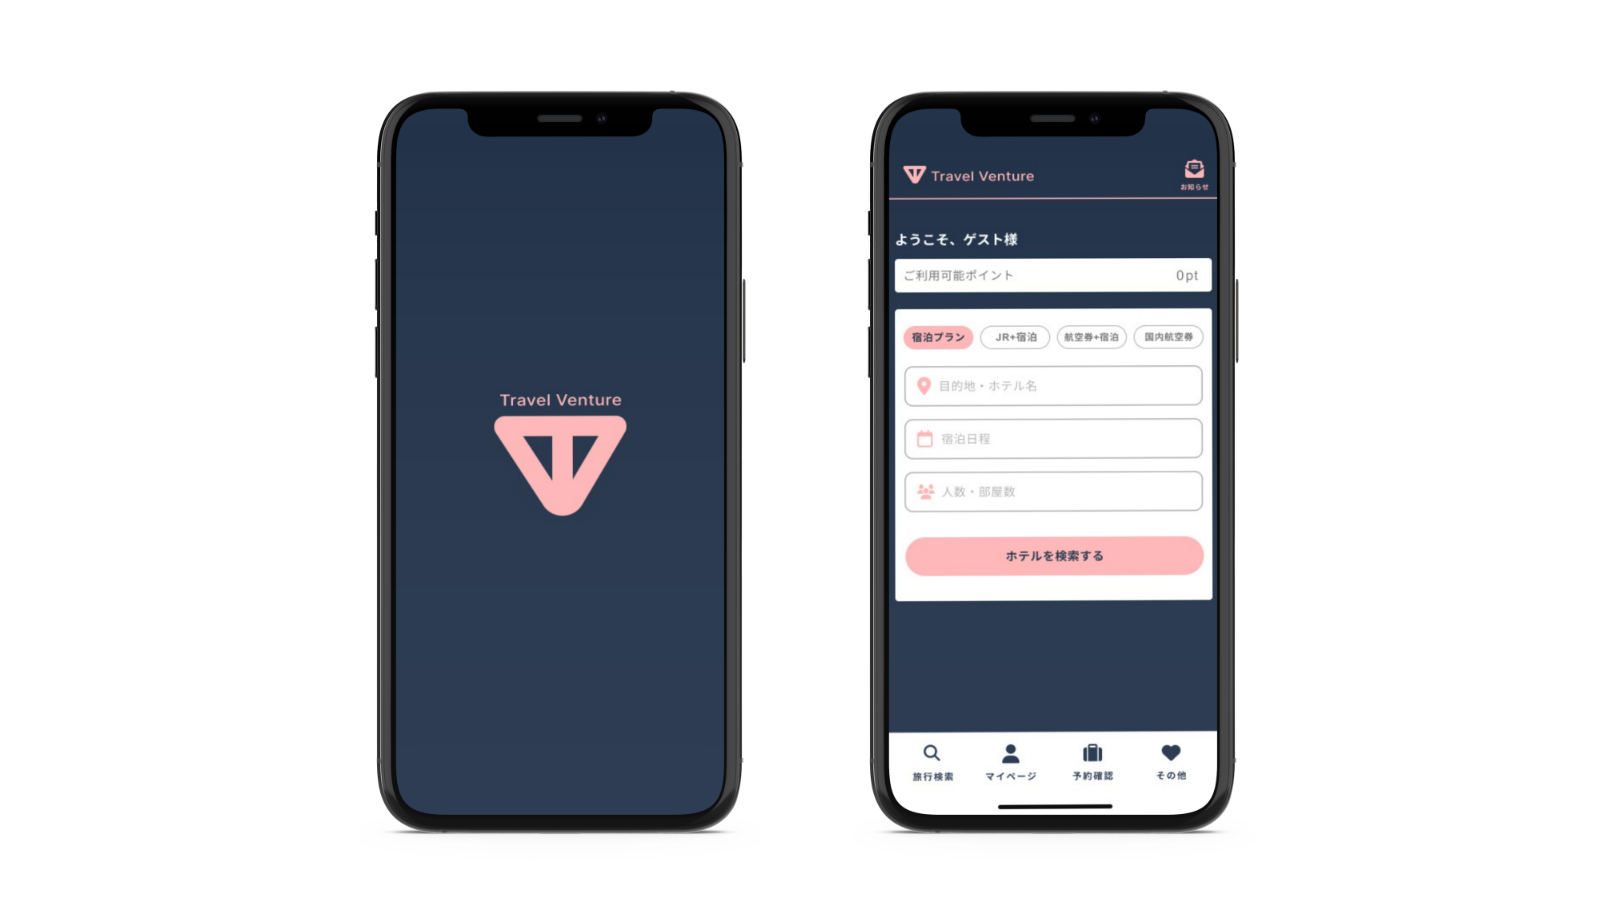 Travel Venture
Travel Venture
お知らせ
ようこそ、ゲスト様
ご利用可能ポイント 0pt
宿泊プラン JR+宿泊 航空券+宿泊 国内航空券
目的地・ホテル名
宿泊日程
人数・部屋数
ホテルを検索する
旅行検索 マイページ 予約確認 その他